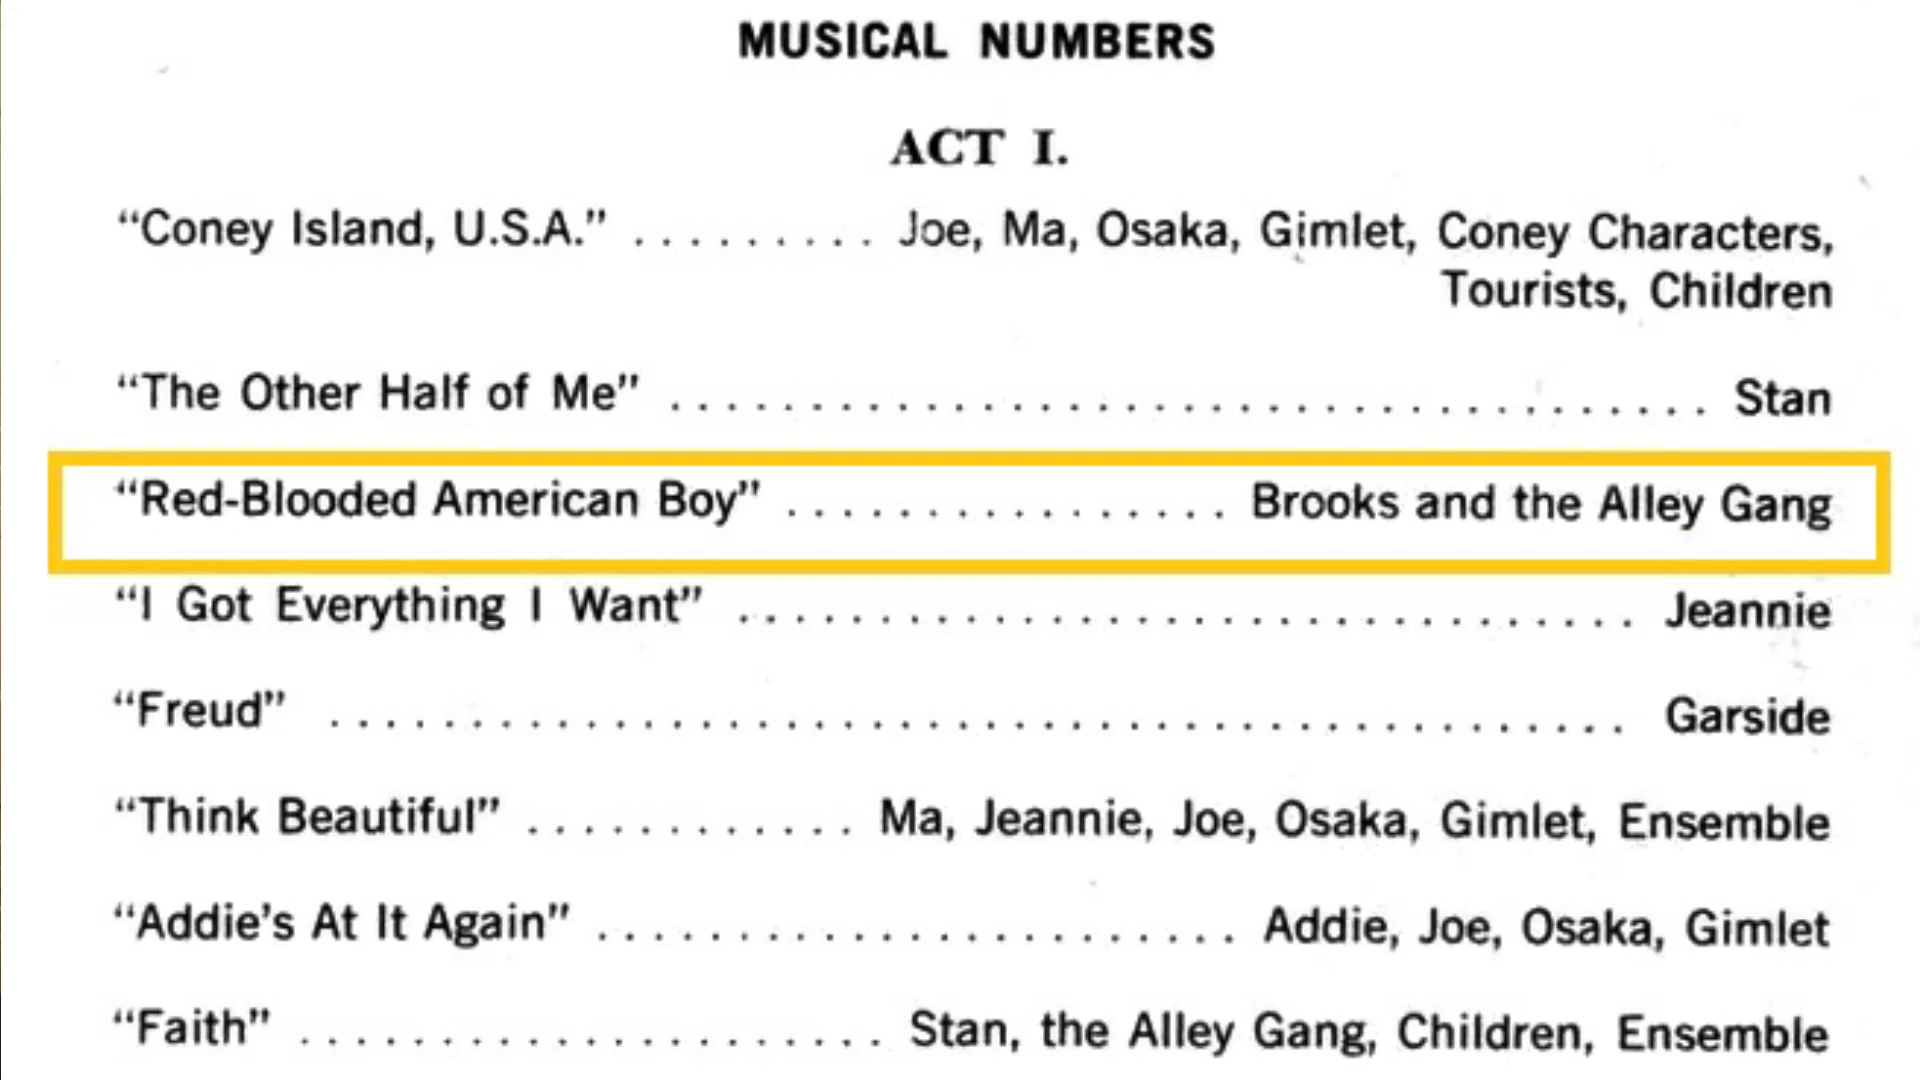 MUSICAL NUMBERS
ACT I.
“Coney Island, U.S.A.” ......... Joe, Ma, Osaka, Gimlet, Coney Characters,
Tourists, Children
“The Other Half of Me” ..................................... Stan
“Red-Blooded American Boy” ................ Brooks and the Alley Gang
“I Got Everything I Want” ................................ Jeannie
“Freud” .............................................. Garside
“Think Beautiful” ............ Ma, Jeannie, Joe, Osaka, Gimlet, Ensemble
“Addie’s At It Again” ....................... Addie, Joe, Osaka, Gimlet
“Faith” ..................... Stan, the Alley Gang, Children, Ensemble